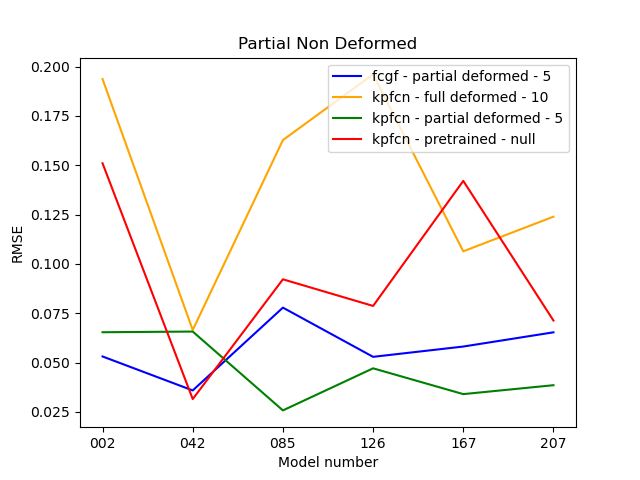 Partial Non Deformed
fcgf - partial deformed - 5
kpfcn - full deformed - 10
kpfcn - partial deformed - 5
kpfcn - pretrained - null
RMSE
0.200
0.175
0.150
0.125
0.100
0.075
0.050
0.025
002 042 085 126 167 207
Model number